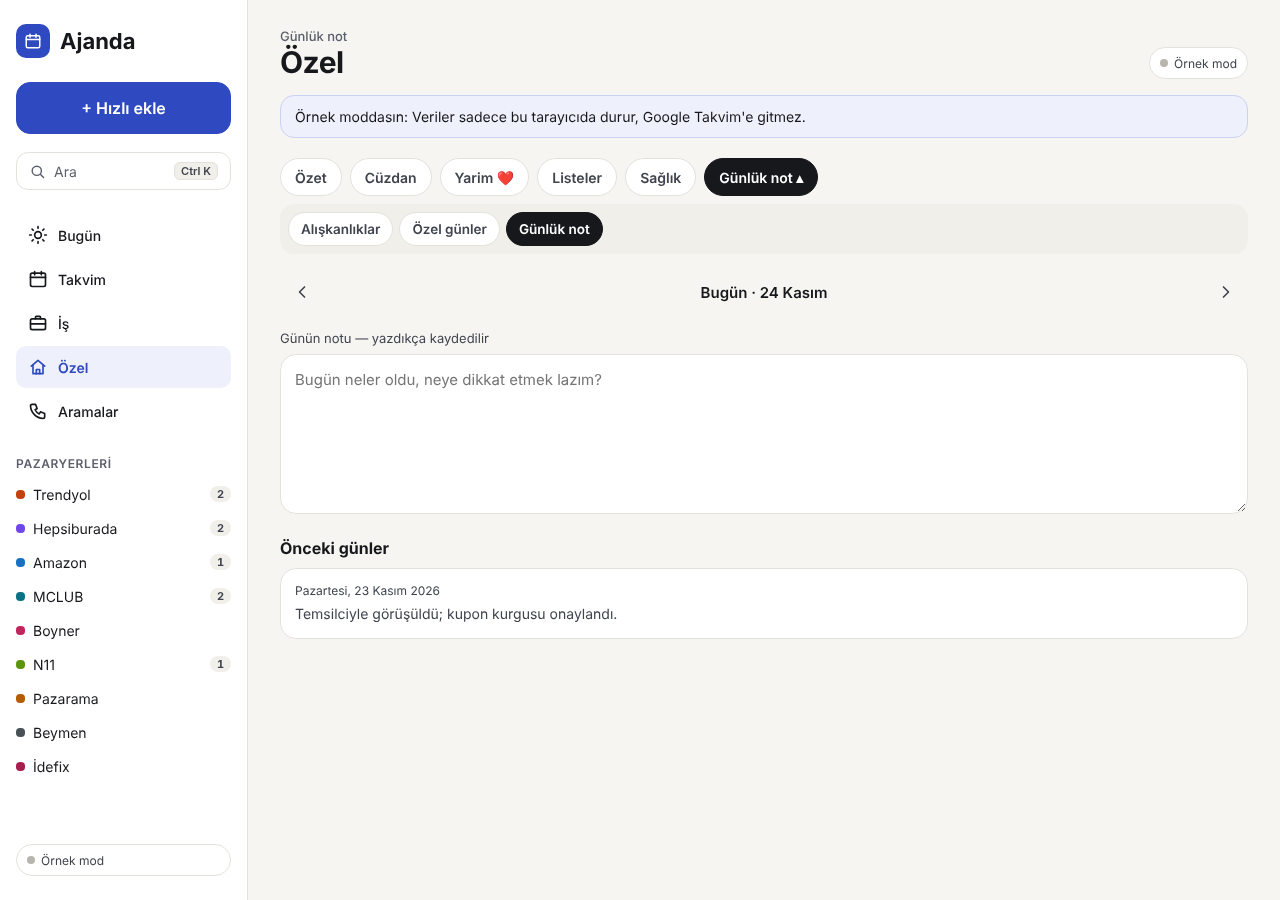 Ajanda
+ Hızlı ekle
Ara
Ctrl K
Bugün
Takvim
İş
Özel
Aramalar
PAZARYERLERİ
Trendyol 2
Hepsiburada 2
Amazon 1
MCLUB 2
Boyner
N11 1
Pazarama
Beymen
İdefix
Örnek mod
Günlük not
Özel
Örnek mod
Örnek moddasın: Veriler sadece bu tarayıcıda durur, Google Takvim'e gitmez.
Özet Cüzdan Yarim ❤️ Listeler Sağlık Günlük not ▴
Alışkanlıklar Özel günler Günlük not
Bugün · 24 Kasım
Günün notu — yazdıkça kaydedilir
Bugün neler oldu, neye dikkat etmek lazım?
Önceki günler
Pazartesi, 23 Kasım 2026
Temsilciyle görüşüldü; kupon kurgusu onaylandı.